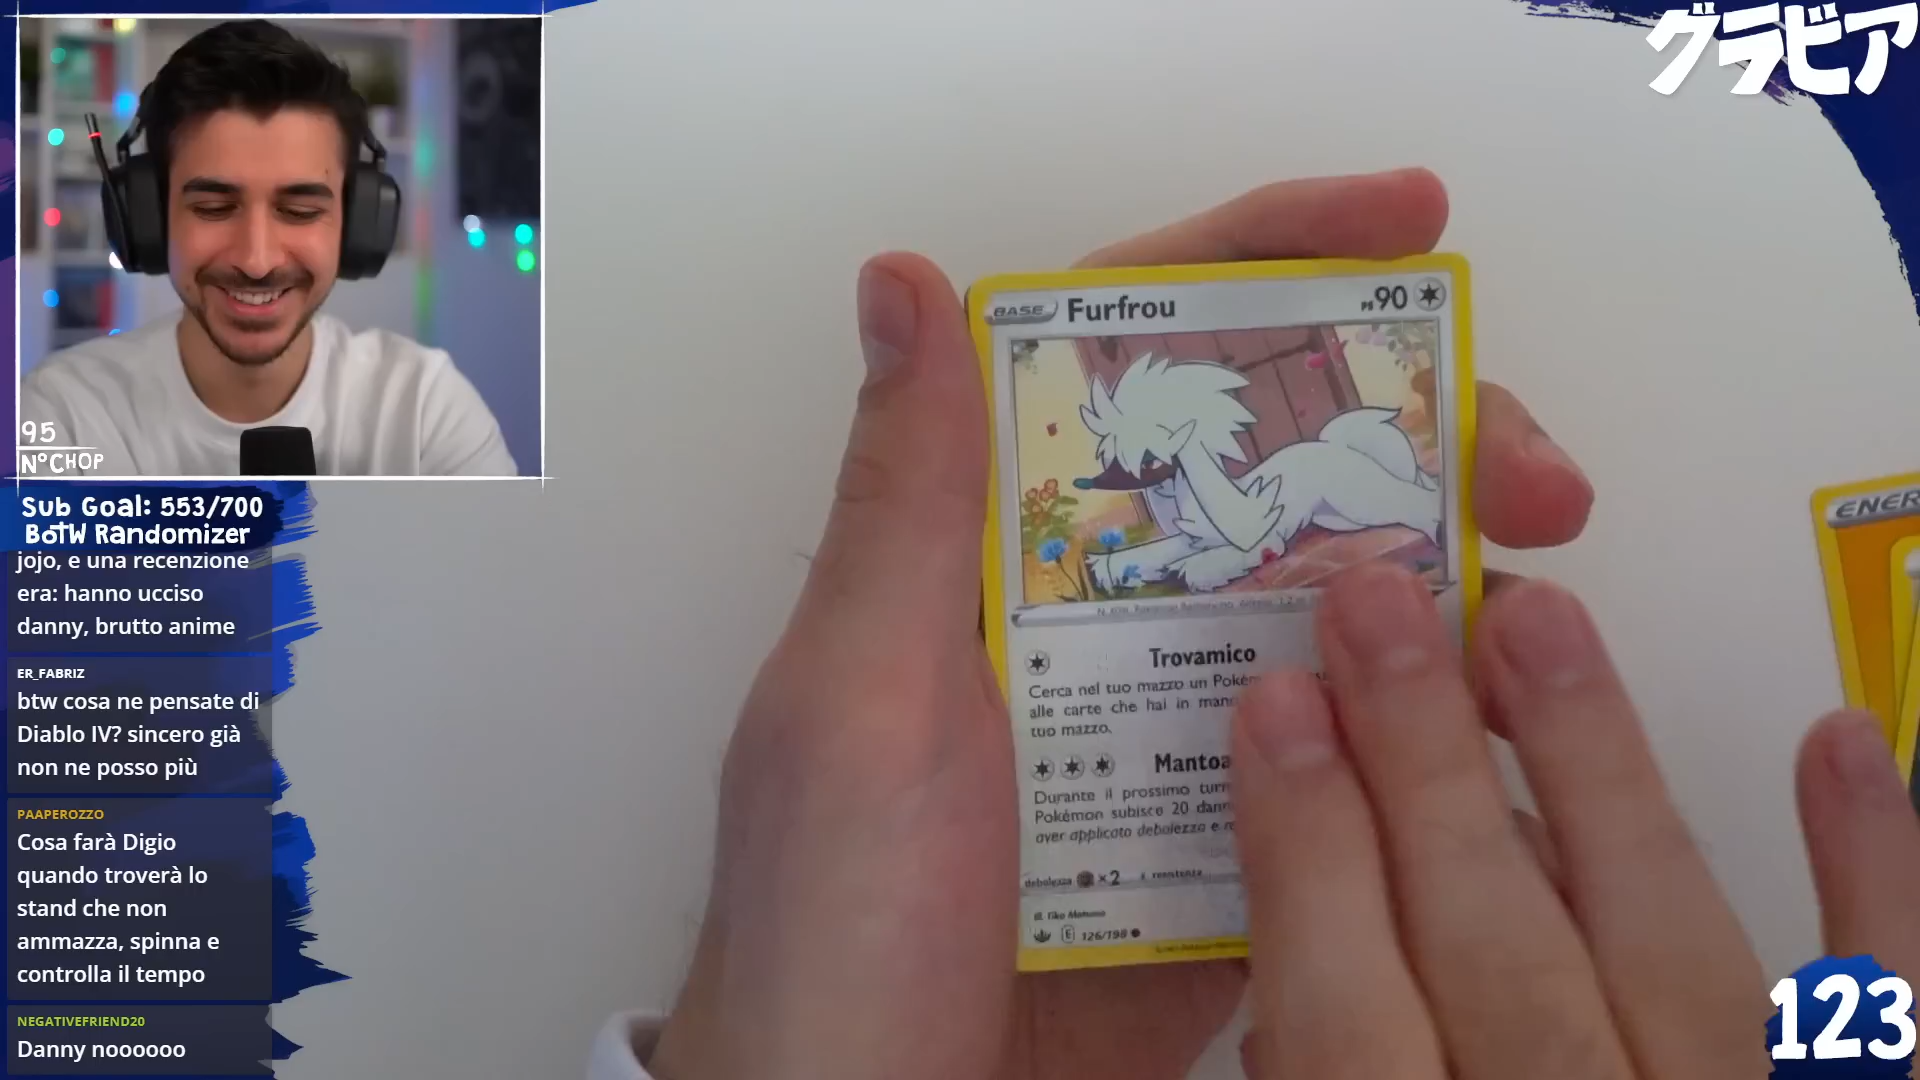 グラビア
95
N°CHOP
Sub Goal: 553/700
BOTW Randomizer
jojo, e una recenzione
era: hanno ucciso
danny, brutto anime
ER_FABRIZ
btw cosa ne pensate di
Diablo IV? sincero già
non ne posso più
PAAPEROZZO
Cosa farà Digio
quando troverà lo
stand che non
ammazza, spinna e
controlla il tempo
NEGATIVEFRIEND20
Danny noooooo
BASE Furfrou PS90
Trovamico
Cerca nel tuo mazzo un
alle carte che hai in
tuo mazzo.
Durante il prossimo
Pokémon subisce 20
aver applicato debolezza e
debolezza ×2 resistenza
E 126/198
123